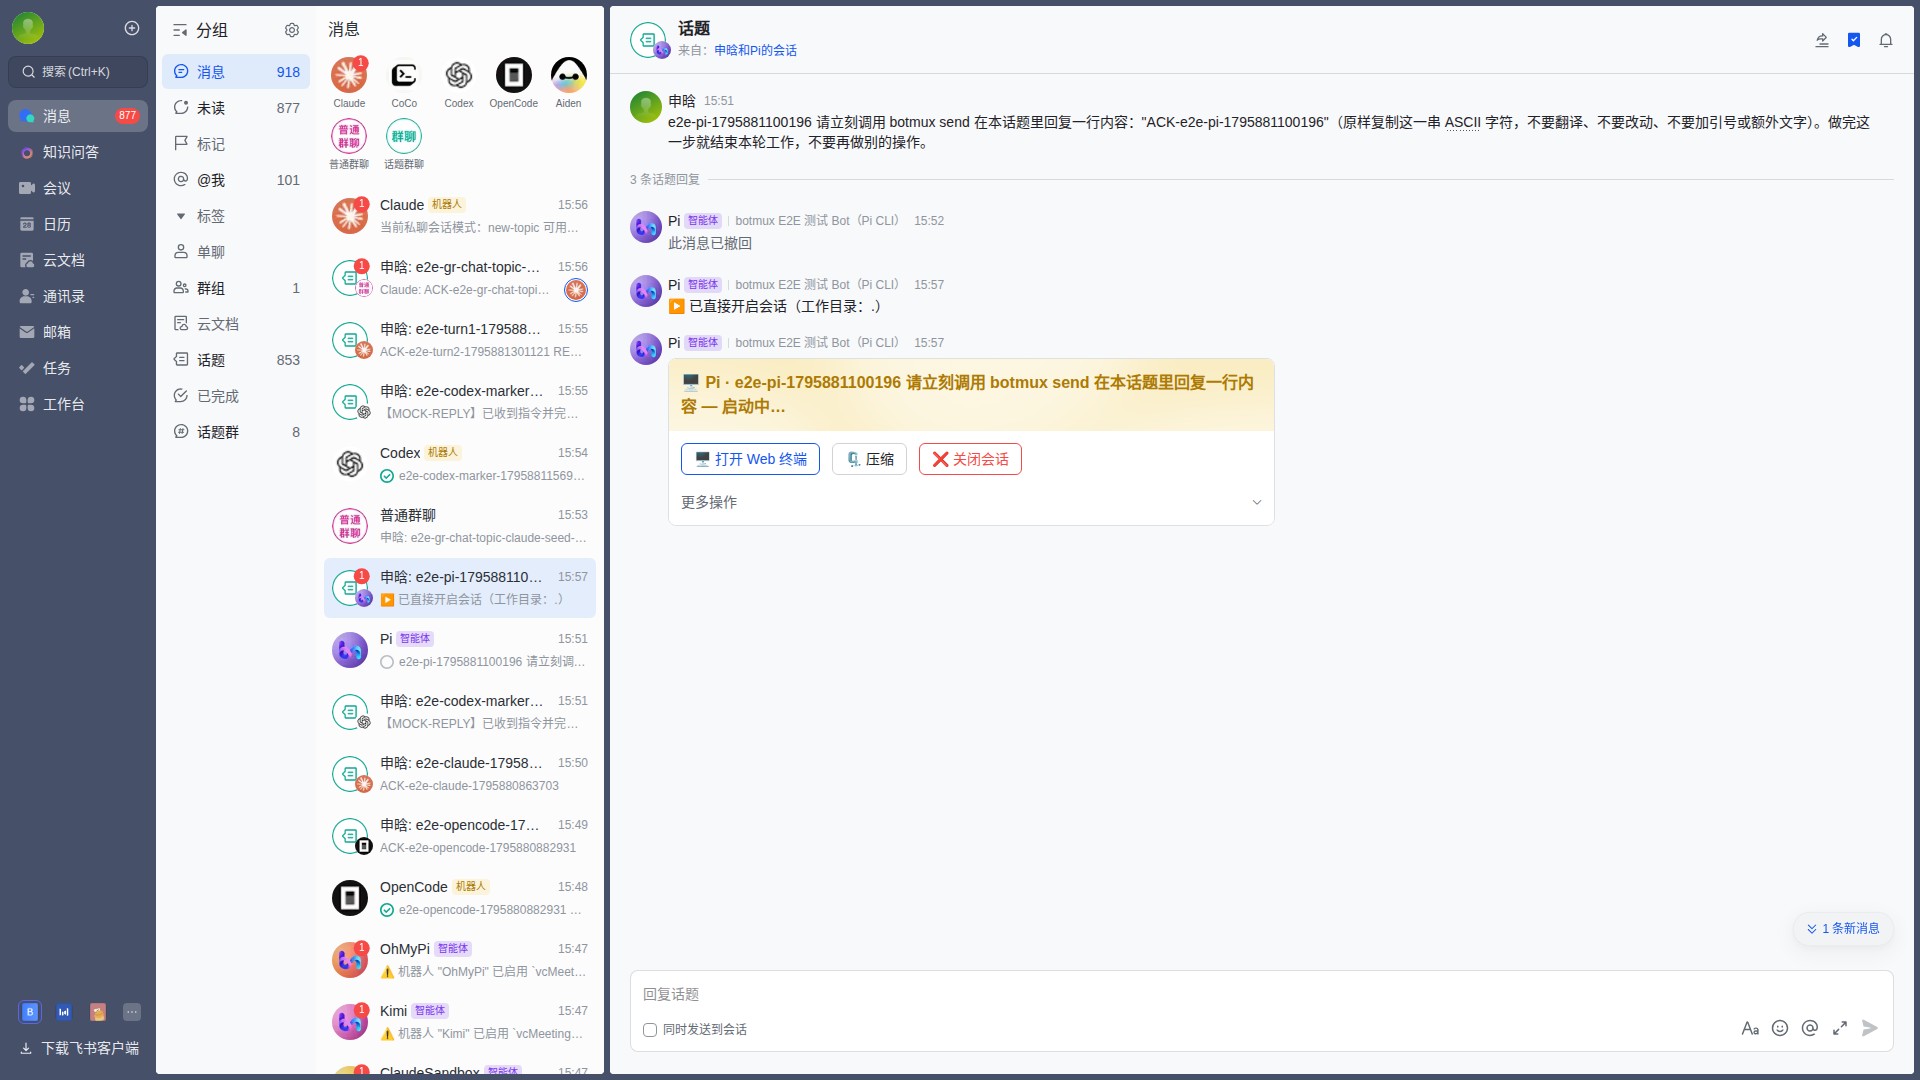 搜索 (Ctrl+K)
消息 877
知识问答
会议
日历
云文档
通讯录
邮箱
任务
工作台
下载飞书客户端
分组
消息 918
未读 877
标记
@我 101
标签
单聊
群组 1
云文档
话题 853
已完成
话题群 8
消息
1
Claude
CoCo
Codex
OpenCode
Aiden
普通群聊
群聊
普通群聊
话题群聊
1
Claude 机器人 15:56
当前私聊会话模式：new-topic 可用…
1
申晗: e2e-gr-chat-topic-… 15:56
Claude: ACK-e2e-gr-chat-topi…
申晗: e2e-turn1-179588… 15:55
ACK-e2e-turn2-1795881301121 RE…
申晗: e2e-codex-marker… 15:55
【MOCK-REPLY】已收到指令并完…
Codex 机器人 15:54
e2e-codex-marker-17958811569…
普通群聊
普通群聊 15:53
申晗: e2e-gr-chat-topic-claude-seed-…
1
申晗: e2e-pi-179588110… 15:57
已直接开启会话（工作目录：.）
Pi 智能体 15:51
e2e-pi-1795881100196 请立刻调…
申晗: e2e-codex-marker… 15:51
【MOCK-REPLY】已收到指令并完…
申晗: e2e-claude-17958… 15:50
ACK-e2e-claude-1795880863703
申晗: e2e-opencode-17… 15:49
ACK-e2e-opencode-1795880882931
OpenCode 机器人 15:48
e2e-opencode-1795880882931 …
1
OhMyPi 智能体 15:47
机器人 "OhMyPi" 已启用 `vcMeet…
1
Kimi 智能体 15:47
机器人 "Kimi" 已启用 `vcMeeting…
1
ClaudeSandbox 智能体 15:47
话题
来自：申晗和Pi的会话
申晗 15:51
e2e-pi-1795881100196 请立刻调用 botmux send 在本话题里回复一行内容："ACK-e2e-pi-1795881100196"（原样复制这一串 ASCII 字符，不要翻译、不要改动、不要加引号或额外文字）。做完这
一步就结束本轮工作，不要再做别的操作。
3 条话题回复
Pi 智能体 botmux E2E 测试 Bot（Pi CLI） 15:52
此消息已撤回
Pi 智能体 botmux E2E 测试 Bot（Pi CLI） 15:57
已直接开启会话（工作目录：.）
Pi 智能体 botmux E2E 测试 Bot（Pi CLI） 15:57
Pi · e2e-pi-1795881100196 请立刻调用 botmux send 在本话题里回复一行内
容 — 启动中…
打开 Web 终端 压缩 关闭会话
更多操作
1 条新消息
回复话题
同时发送到会话
Aa